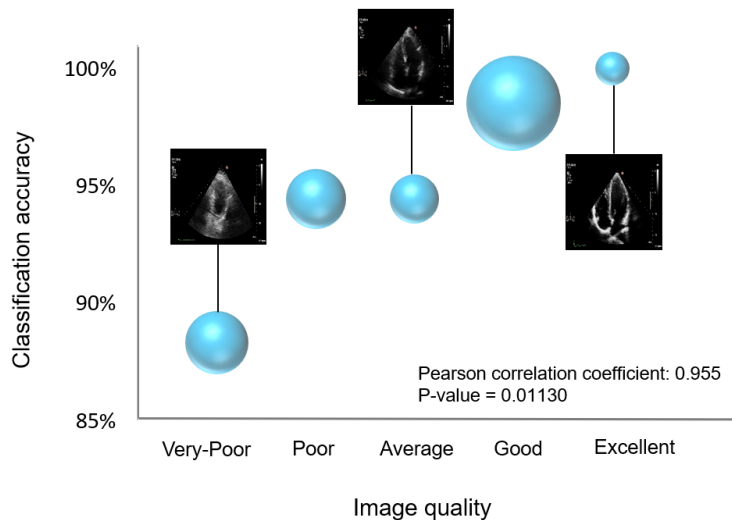 100%
95%
90%
85%
Classification accuracy
Pearson correlation coefficient: 0.955
P-value = 0.01130
Very-Poor
Poor
Average
Good
Excellent
Image quality